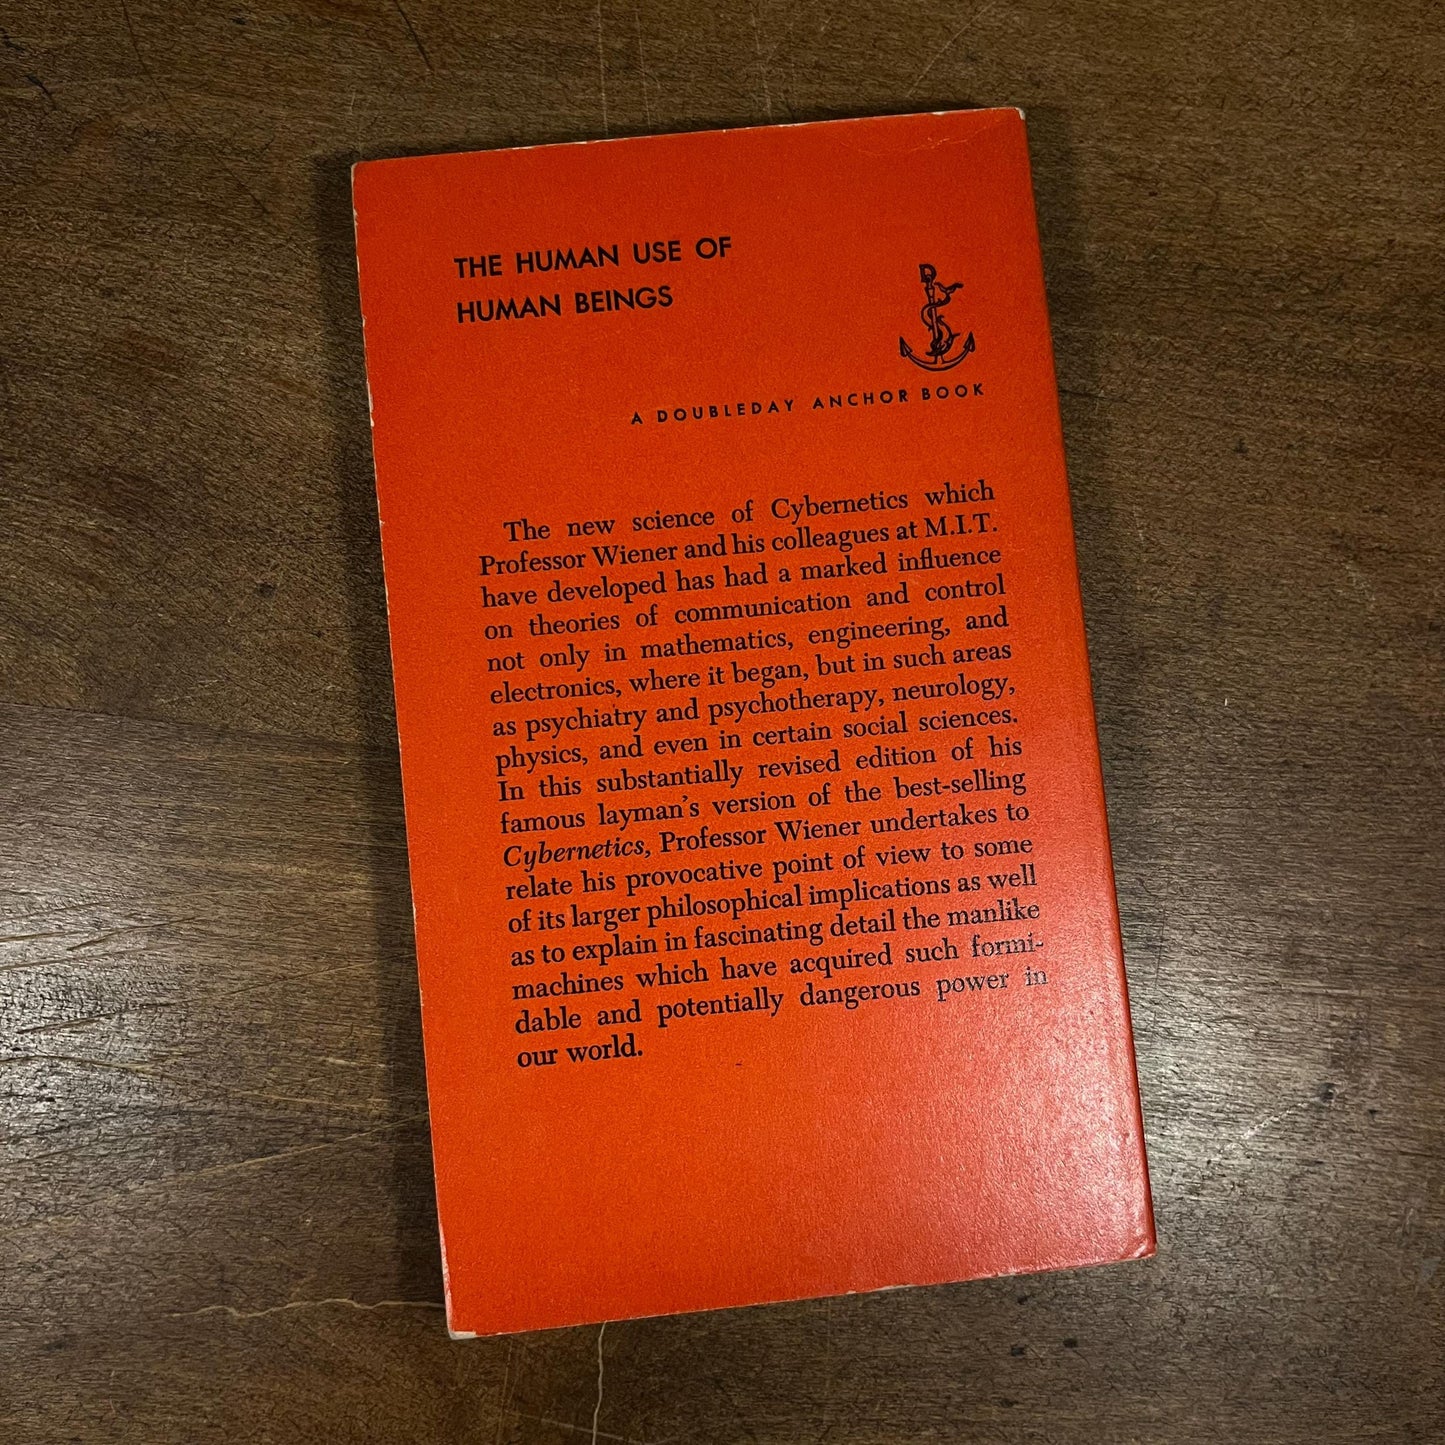 THE HUMAN USE OF
HUMAN BEINGS
A DOUBLEDAY ANCHOR BOOK
The new science of Cybernetics which
Professor Wiener and his colleagues at M.I.T.
have developed has had a marked influence
on theories of communication and control
not only in mathematics, engineering, and
electronics, where it began, but in such areas
as psychiatry and psychotherapy, neurology,
physics, and even in certain social sciences.
In this substantially revised edition of his
famous layman's version of the best-selling
Cybernetics, Professor Wiener undertakes to
relate his provocative point of view to some
of its larger philosophical implications as well
as to explain in fascinating detail the manlike
machines which have acquired such formi-
dable and potentially dangerous power in
our world.